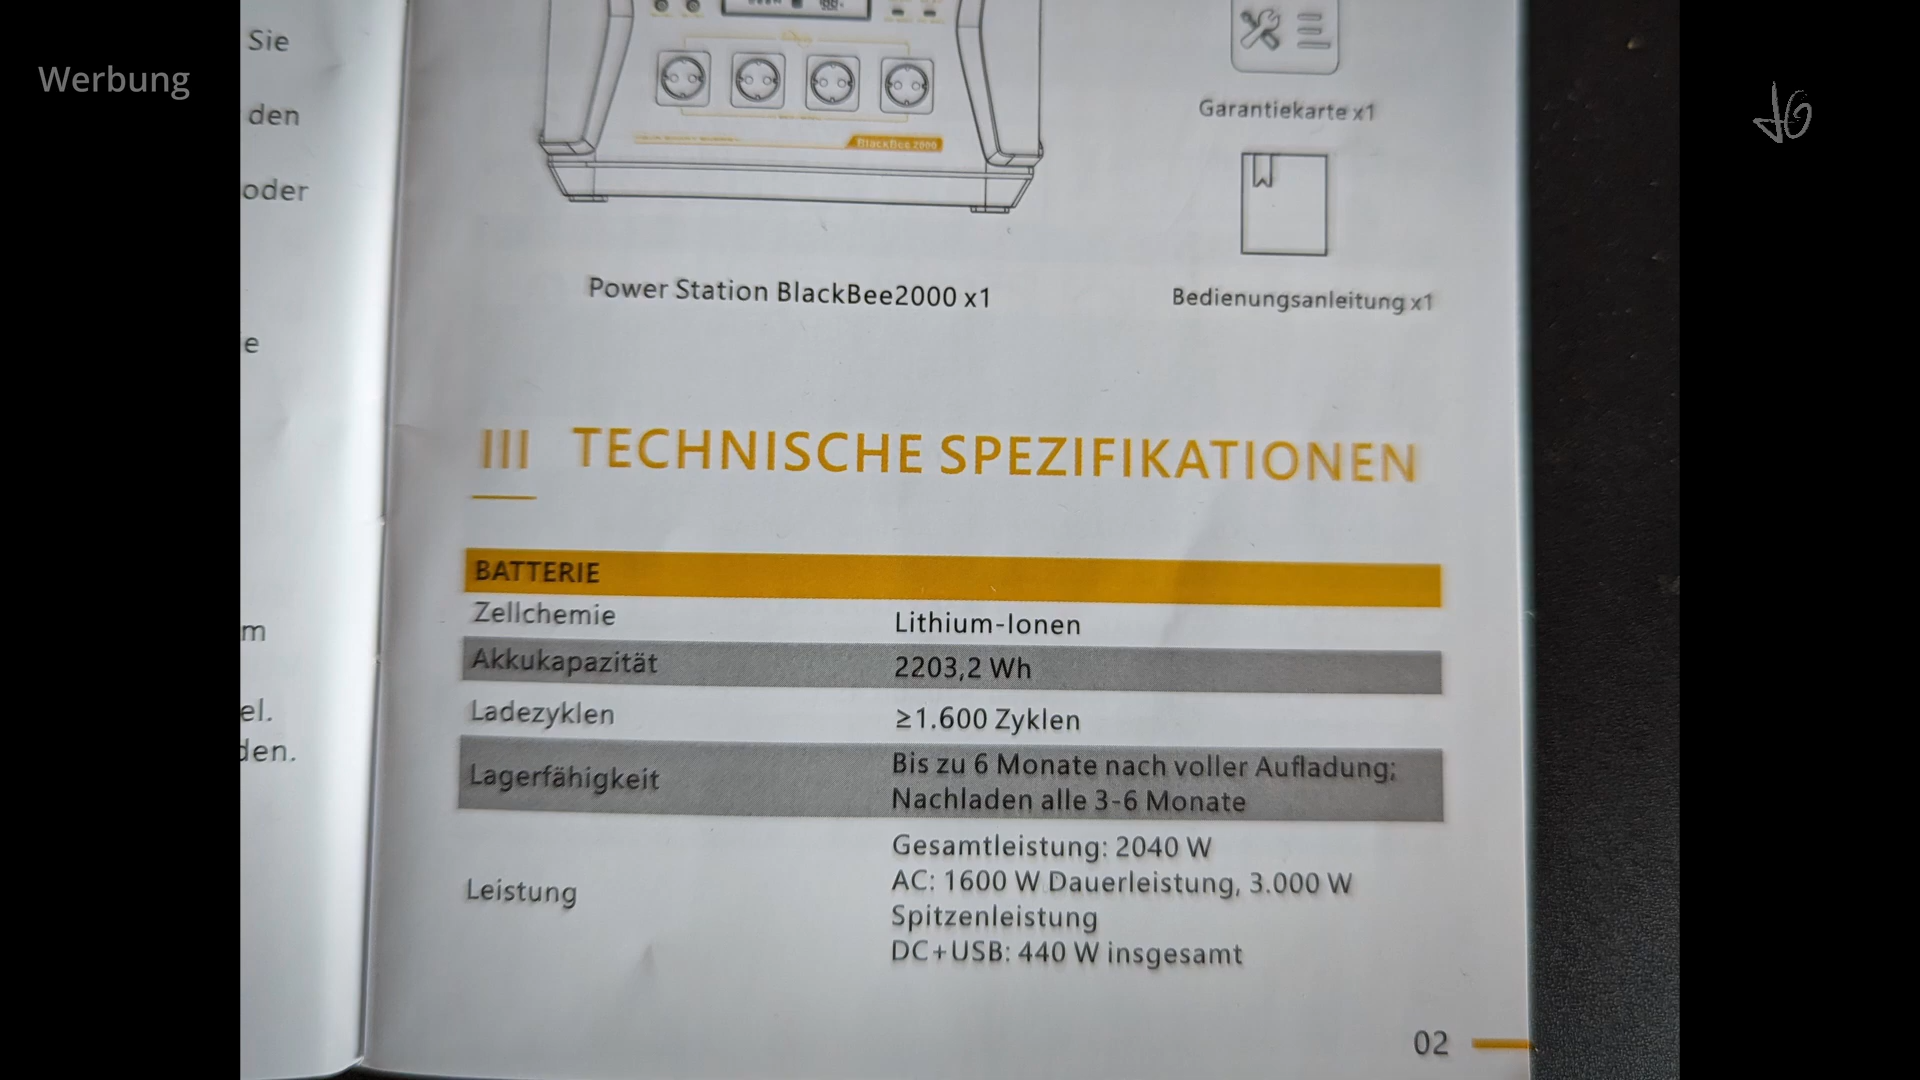 Werbung
Sie
den
oder
e
m
el.
den.
Garantiekarte x1
BlackBee 2000
Power Station BlackBee2000 x1
Bedienungsanleitung x1
III TECHNISCHE SPEZIFIKATIONEN
BATTERIE
Zellchemie Lithium-Ionen
Akkukapazität 2203,2 Wh
Ladezyklen ≥1.600 Zyklen
Lagerfähigkeit Bis zu 6 Monate nach voller Aufladung;
Nachladen alle 3-6 Monate
Leistung Gesamtleistung: 2040 W
AC: 1600 W Dauerleistung, 3.000 W
Spitzenleistung
DC+USB: 440 W insgesamt
02